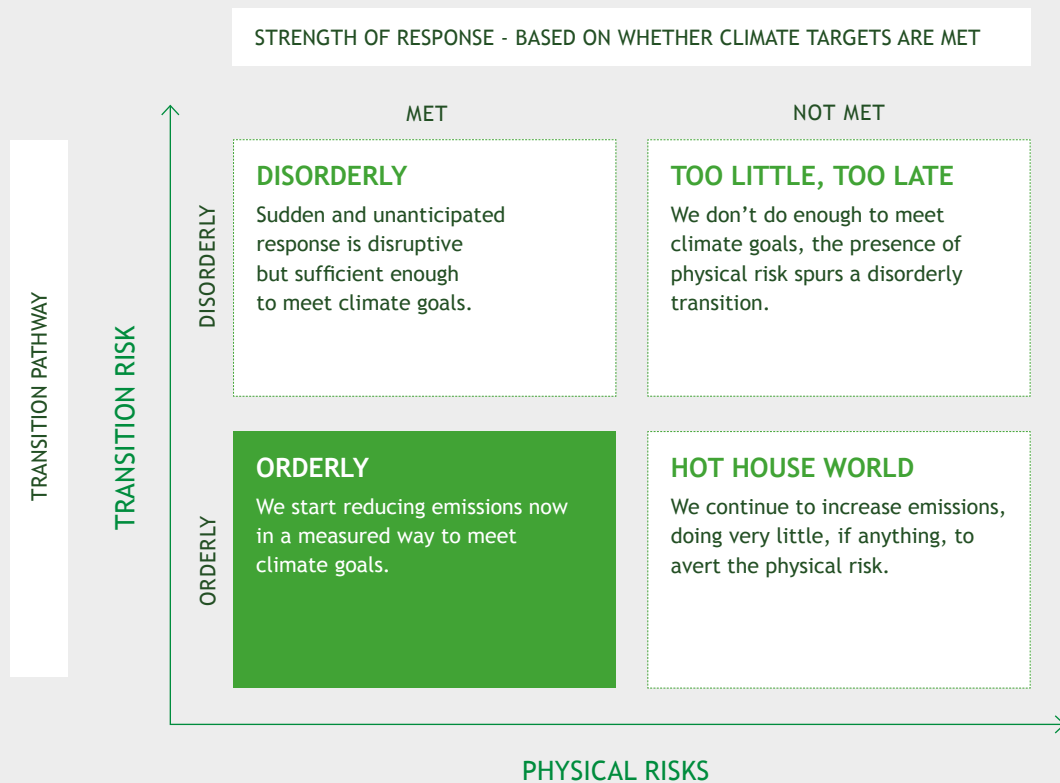 STRENGTH OF RESPONSE - BASED ON WHETHER CLIMATE TARGETS ARE MET
MET
NOT MET
TRANSITION PATHWAY
TRANSITION RISK
DISORDERLY
DISORDERLY
Sudden and unanticipated
response is disruptive
but sufficient enough
to meet climate goals.
TOO LITTLE, TOO LATE
We don’t do enough to meet
climate goals, the presence of
physical risk spurs a disorderly
transition.
ORDERLY
ORDERLY
We start reducing emissions now
in a measured way to meet
climate goals.
HOT HOUSE WORLD
We continue to increase emissions,
doing very little, if anything, to
avert the physical risk.
PHYSICAL RISKS